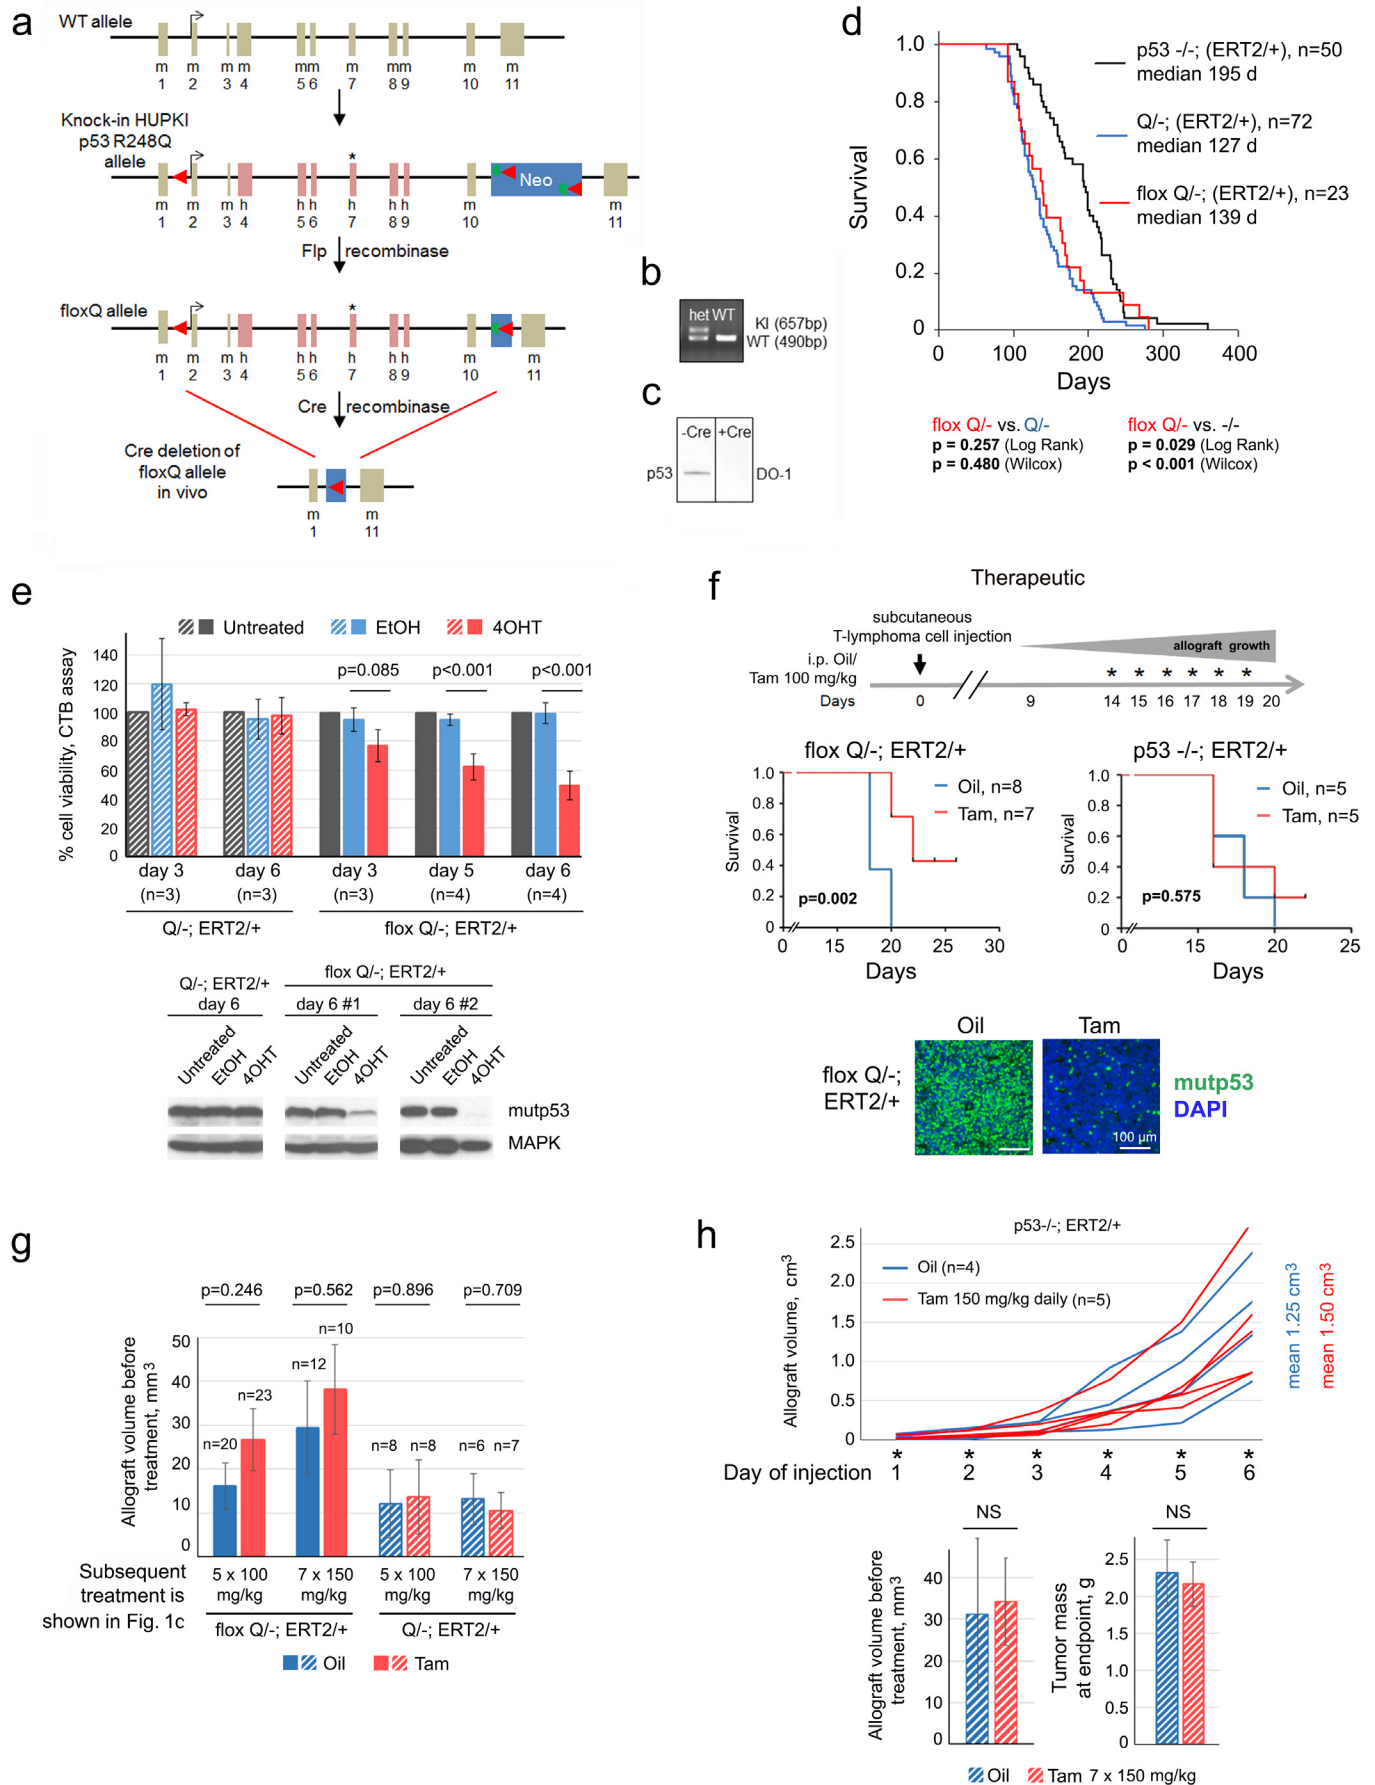 a
WT allele
m m m m m m m m m m m
1 2 3 4 5 6 7 8 9 10 11
Knock-in HUPKI
p53 R248Q
allele
*
Neo
m m m h h h h h h m m
1 2 3 4 5 6 7 8 9 10 11
Flp recombinase
floxQ allele
*
m m m h h h h h h m m
1 2 3 4 5 6 7 8 9 10 11
Cre recombinase
Cre deletion of
floxQ allele
in vivo
m m
1 11
b
het WT
KI (657bp)
WT (490bp)
c
-Cre +Cre
p53 DO-1
d
Survival
1.0
0.8
0.6
0.4
0.2
0
0 100 200 300 400
Days
p53 -/-; (ERT2/+), n=50
median 195 d
Q/-; (ERT2/+), n=72
median 127 d
flox Q/-; (ERT2/+), n=23
median 139 d
flox Q/- vs. Q/-
p = 0.257 (Log Rank)
p = 0.480 (Wilcox)
flox Q/- vs. -/-
p = 0.029 (Log Rank)
p < 0.001 (Wilcox)
e
Untreated EtOH 4OHT
% cell viability, CTB assay
140
120
100
80
60
40
20
0
p=0.085 p<0.001 p<0.001
day 3 day 6 day 3 day 5 day 6
(n=3) (n=3) (n=3) (n=4) (n=4)
Q/-; ERT2/+ flox Q/-; ERT2/+
flox Q/-; ERT2/+
Q/-; ERT2/+
day 6 day 6 #1 day 6 #2
Untreated EtOH 4OHT Untreated EtOH 4OHT Untreated EtOH 4OHT
mutp53
MAPK
f
Therapeutic
subcutaneous
T-lymphoma cell injection
i.p. Oil/
Tam 100 mg/kg
allograft growth
* * * * * *
Days 0 9 14 15 16 17 18 19 20
flox Q/-; ERT2/+
Survival
1.0
0.8
0.6
0.4
0.2
0
Oil, n=8
Tam, n=7
p=0.002
0 15 20 25 30
Days
p53 -/-; ERT2/+
Survival
1.0
0.8
0.6
0.4
0.2
0
Oil, n=5
Tam, n=5
p=0.575
0 15 20 25
Days
Oil Tam
flox Q/-;
ERT2/+
mutp53
DAPI
100 µm
g
p=0.246 p=0.562 p=0.896 p=0.709
Allograft volume before
treatment, mm3
50
40
30
20
10
0
n=20 n=23 n=12 n=10 n=8 n=8 n=6 n=7
Subsequent
treatment is
shown in Fig. 1c
5 x 100 7 x 150 5 x 100 7 x 150
mg/kg mg/kg mg/kg mg/kg
flox Q/-; ERT2/+ Q/-; ERT2/+
Oil Tam
h
p53-/-; ERT2/+
Allograft volume, cm3
2.5
2.0
1.5
1.0
0.5
0
Oil (n=4)
Tam 150 mg/kg daily (n=5)
mean 1.25 cm3
mean 1.50 cm3
* * * * * *
Day of injection 1 2 3 4 5 6
NS
Allograft volume before
treatment, mm3
40
30
20
10
0
NS
Tumor mass
at endpoint, g
2.5
2.0
1.5
1.0
0.5
0
Oil Tam 7 x 150 mg/kg